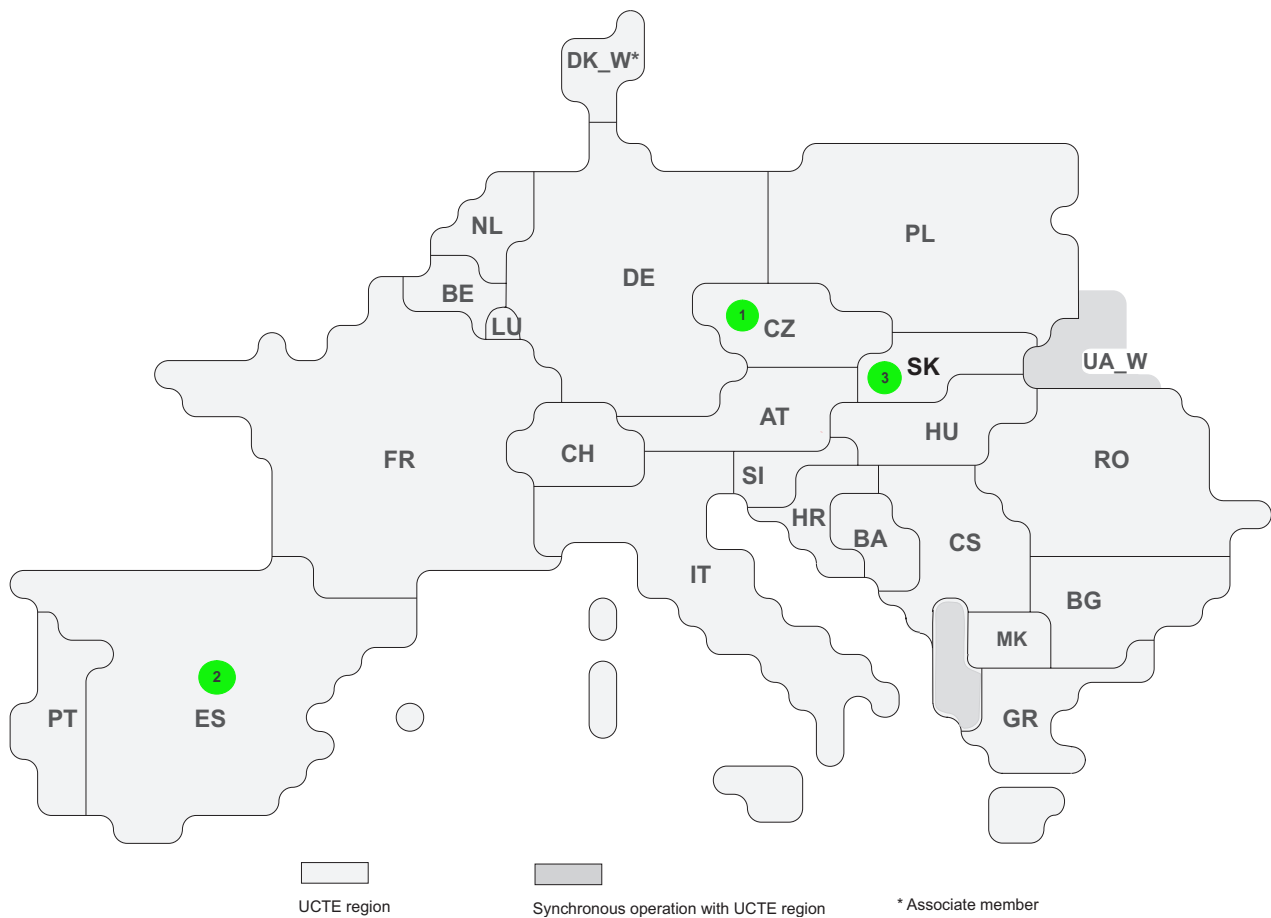 DK_W*
NL
PL
DE
BE
1
CZ
LU
UA_W
3
SK
AT
HU
CH
FR
RO
SI
HR
BA
CS
IT
BG
MK
2
PT
ES
GR
UCTE region
Synchronous operation with UCTE region
* Associate member